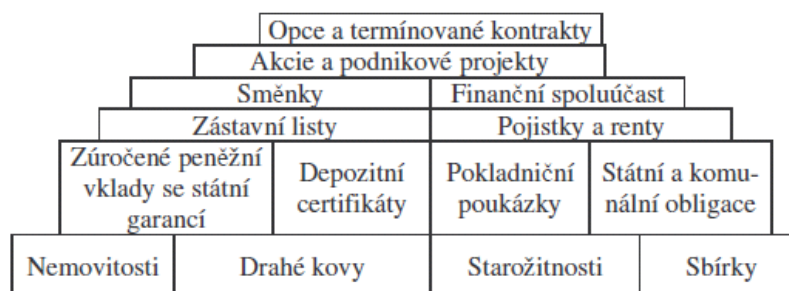 Opce a termínované kontrakty
Akcie a podnikové projekty
Směnky
Finanční spoluúčast
Zástavní listy
Pojistky a renty
Zúročené peněžní
vklady se státní
garancí
Depozitní
certifikáty
Pokladniční
poukázky
Státní a komu-
nální obligace
Nemovitosti
Drahé kovy
Starožitnosti
Sbírky